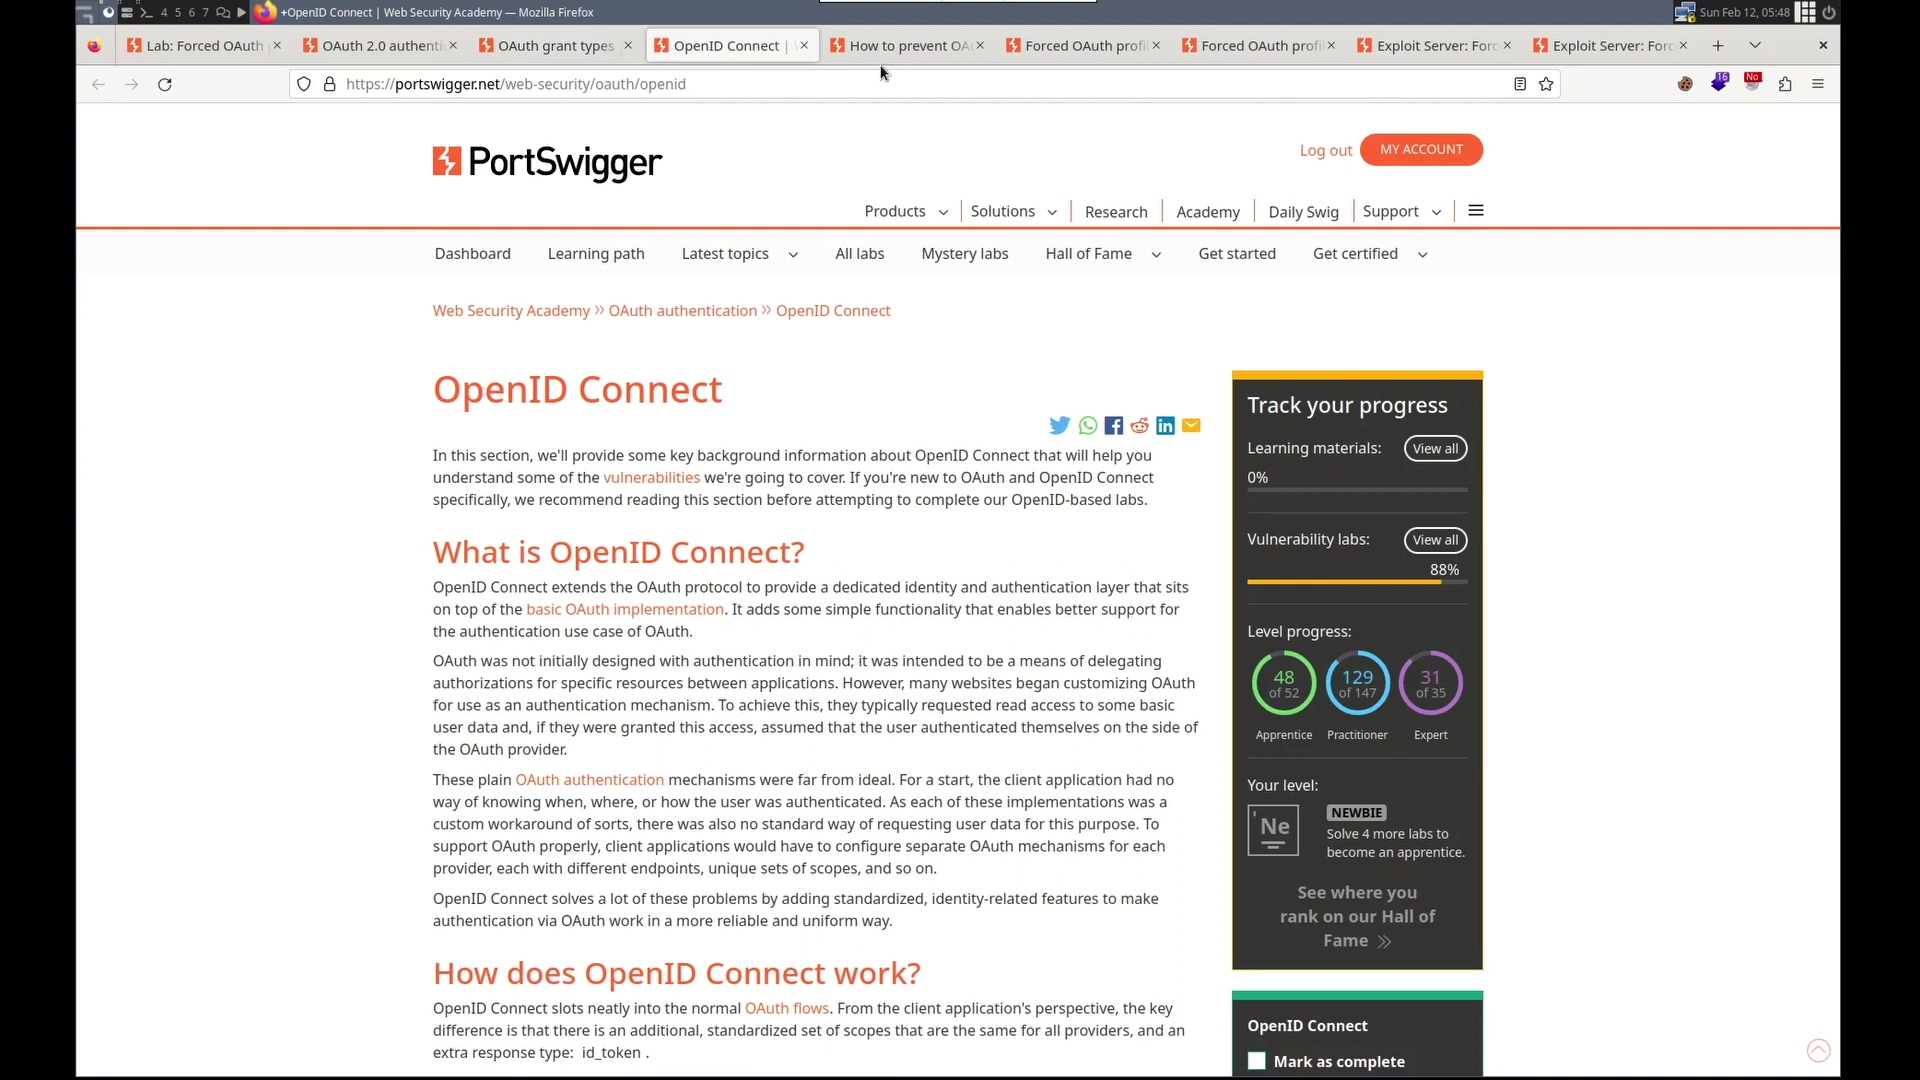 4 5 6 7
+OpenID Connect | Web Security Academy — Mozilla Firefox
Sun Feb 12, 05:48
Lab: Forced OAuth
OAuth 2.0 authenti
OAuth grant types
OpenID Connect |
How to prevent OA
Forced OAuth profi
Forced OAuth profi
Exploit Server: Forc
Exploit Server: Forc
https://portswigger.net/web-security/oauth/openid
16
No
PortSwigger
Log out
MY ACCOUNT
Products
Solutions
Research
Academy
Daily Swig
Support
Dashboard
Learning path
Latest topics
All labs
Mystery labs
Hall of Fame
Get started
Get certified
Web Security Academy » OAuth authentication » OpenID Connect
OpenID Connect
In this section, we'll provide some key background information about OpenID Connect that will help you
understand some of the vulnerabilities we're going to cover. If you're new to OAuth and OpenID Connect
specifically, we recommend reading this section before attempting to complete our OpenID-based labs.
What is OpenID Connect?
OpenID Connect extends the OAuth protocol to provide a dedicated identity and authentication layer that sits
on top of the basic OAuth implementation. It adds some simple functionality that enables better support for
the authentication use case of OAuth.
OAuth was not initially designed with authentication in mind; it was intended to be a means of delegating
authorizations for specific resources between applications. However, many websites began customizing OAuth
for use as an authentication mechanism. To achieve this, they typically requested read access to some basic
user data and, if they were granted this access, assumed that the user authenticated themselves on the side of
the OAuth provider.
These plain OAuth authentication mechanisms were far from ideal. For a start, the client application had no
way of knowing when, where, or how the user was authenticated. As each of these implementations was a
custom workaround of sorts, there was also no standard way of requesting user data for this purpose. To
support OAuth properly, client applications would have to configure separate OAuth mechanisms for each
provider, each with different endpoints, unique sets of scopes, and so on.
OpenID Connect solves a lot of these problems by adding standardized, identity-related features to make
authentication via OAuth work in a more reliable and uniform way.
How does OpenID Connect work?
OpenID Connect slots neatly into the normal OAuth flows. From the client application's perspective, the key
difference is that there is an additional, standardized set of scopes that are the same for all providers, and an
extra response type: id_token .
Track your progress
Learning materials:
View all
0%
Vulnerability labs:
View all
88%
Level progress:
48
of 52
129
of 147
31
of 35
Apprentice
Practitioner
Expert
Your level:
Ne
NEWBIE
Solve 4 more labs to
become an apprentice.
See where you
rank on our Hall of
Fame »
OpenID Connect
Mark as complete